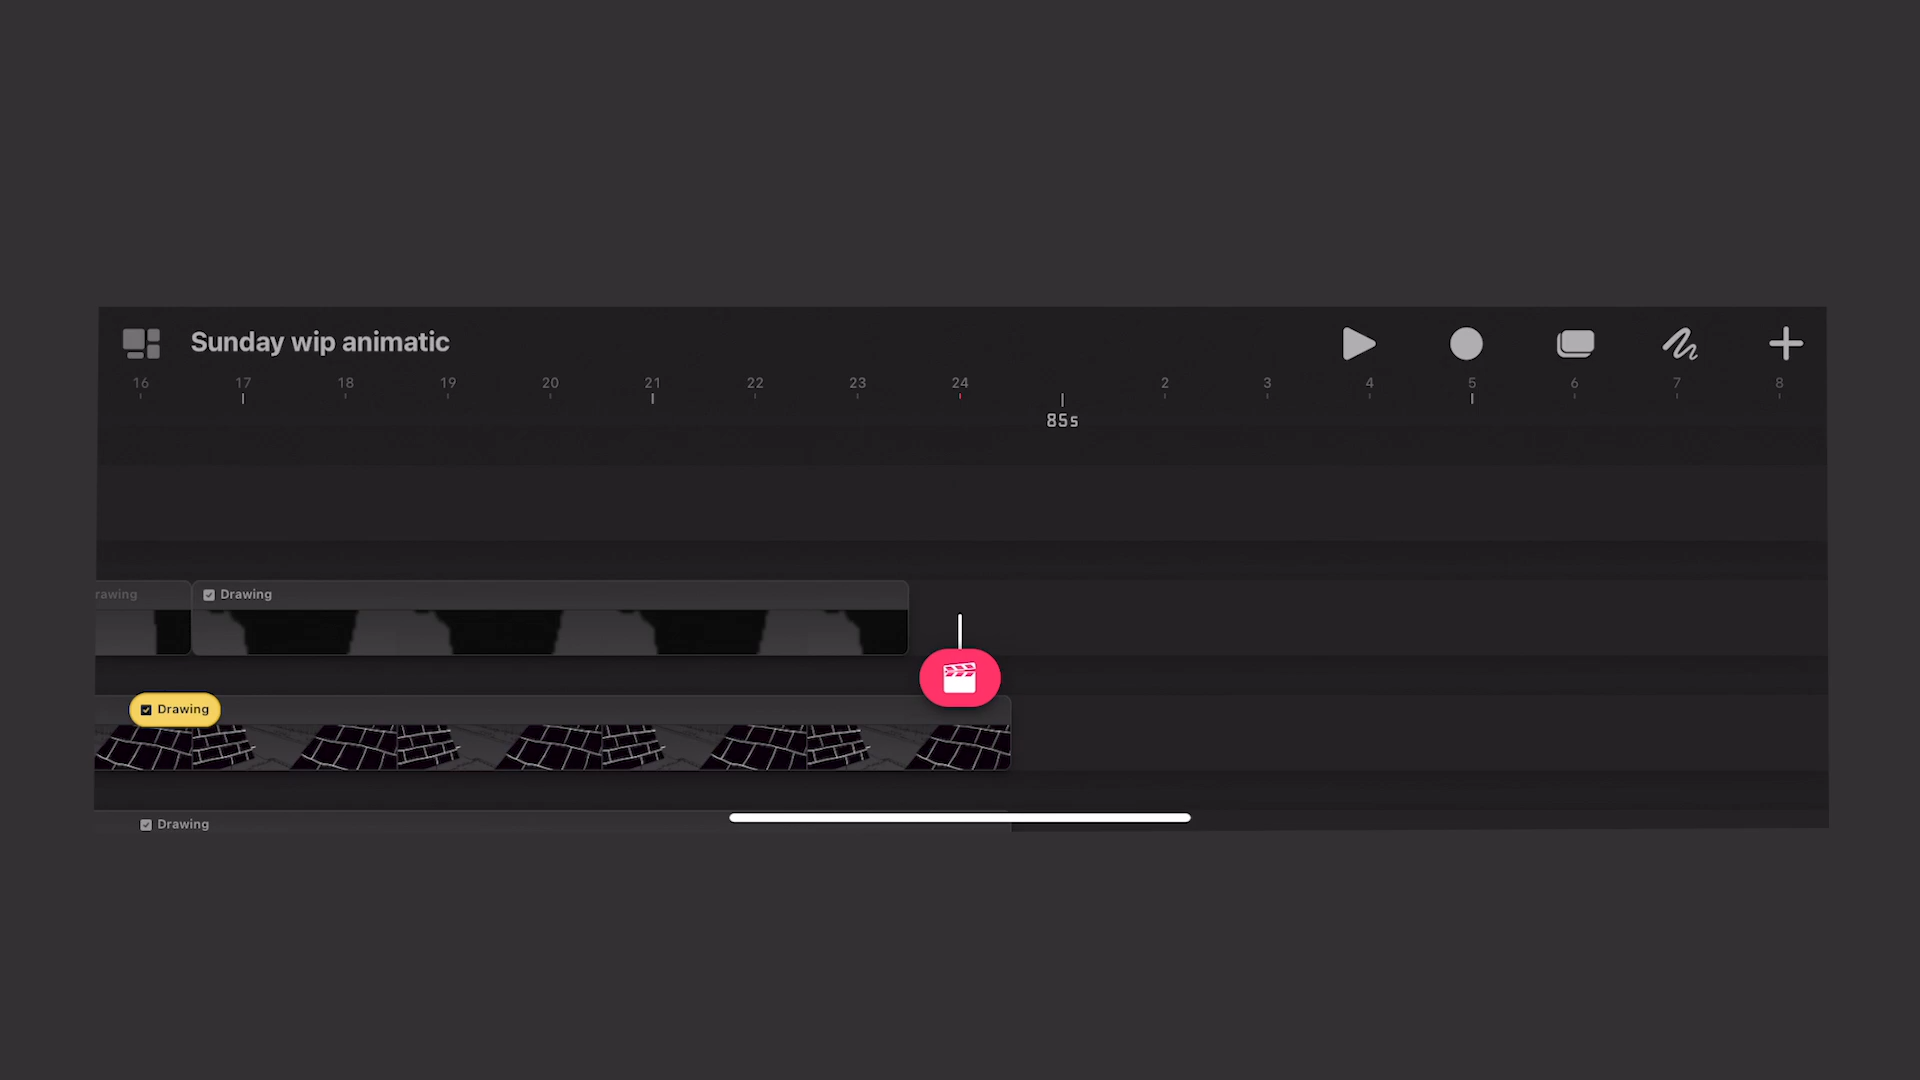 Sunday wip animatic
16 17 18 19 20 21 22 23 24 2 3 4 5 6 7 8
85s
rawing Drawing
Drawing
Drawing